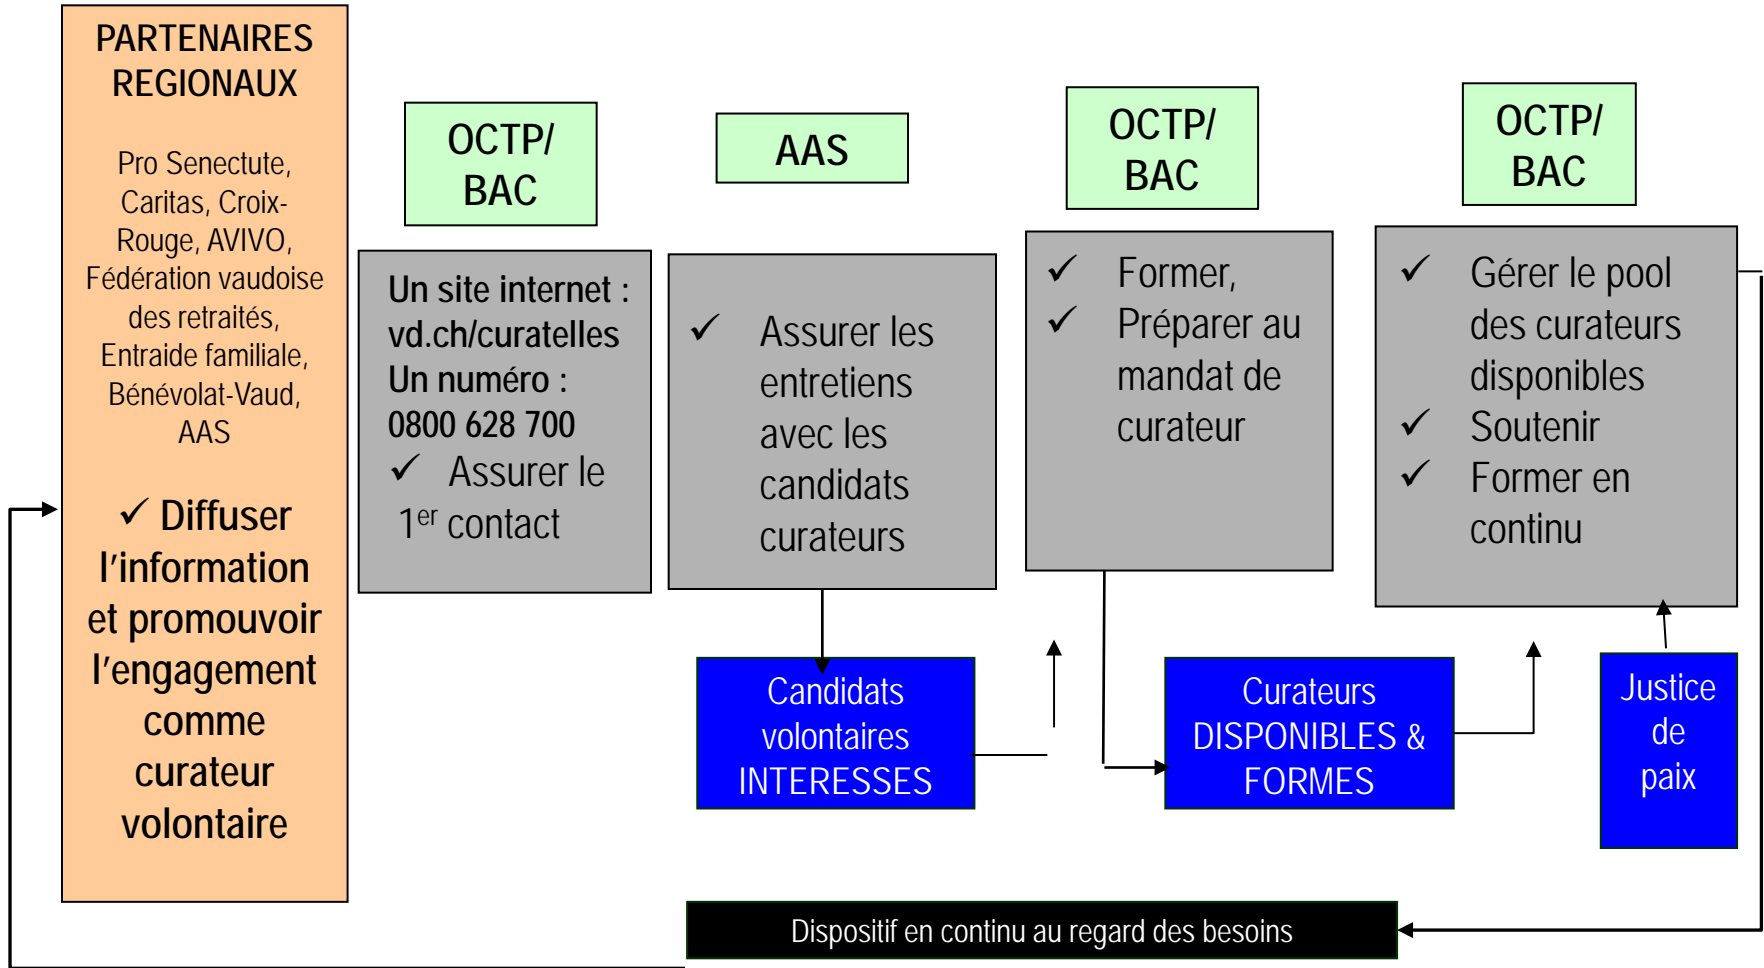 PARTENAIRES
REGIONAUX
Pro Senectute,
Caritas, Croix-
Rouge, AVIVO,
Fédération vaudoise
des retraités,
Entraide familiale,
Bénévolat-Vaud,
AAS
✓ Diffuser
l'information
et promouvoir
l'engagement
comme
curateur
volontaire
OCTP/
BAC
Un site internet :
vd.ch/curatelles
Un numéro :
0800 628 700
✓ Assurer le
1er contact
AAS
✓ Assurer les
entretiens
avec les
candidats
curateurs
Candidats
volontaires
INTERESSES
OCTP/
BAC
✓ Former,
✓ Préparer au
mandat de
curateur
Curateurs
DISPONIBLES &
FORMES
OCTP/
BAC
✓ Gérer le pool
des curateurs
disponibles
✓ Soutenir
✓ Former en
continu
Justice
de
paix
Dispositif en continu au regard des besoins